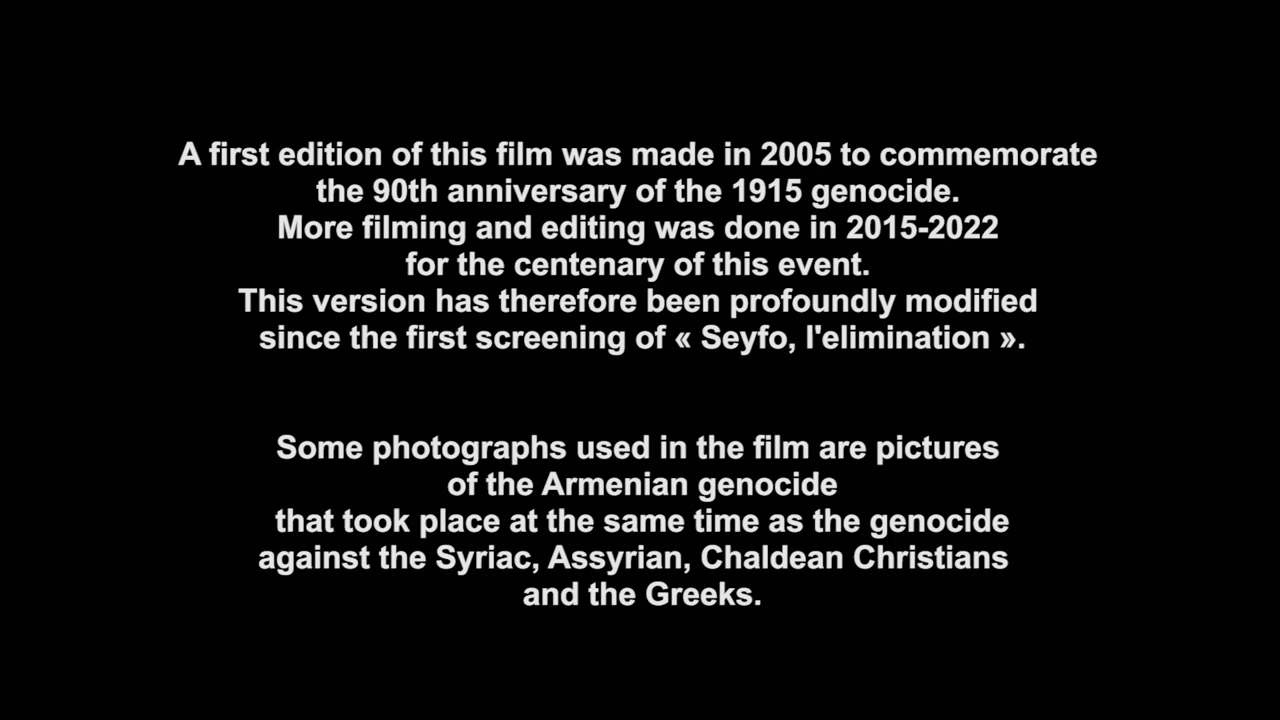 A first edition of this film was made in 2005 to commemorate
the 90th anniversary of the 1915 genocide.
More filming and editing was done in 2015-2022
for the centenary of this event.
This version has therefore been profoundly modified
since the first screening of « Seyfo, l'elimination ».
Some photographs used in the film are pictures
of the Armenian genocide
that took place at the same time as the genocide
against the Syriac, Assyrian, Chaldean Christians
and the Greeks.